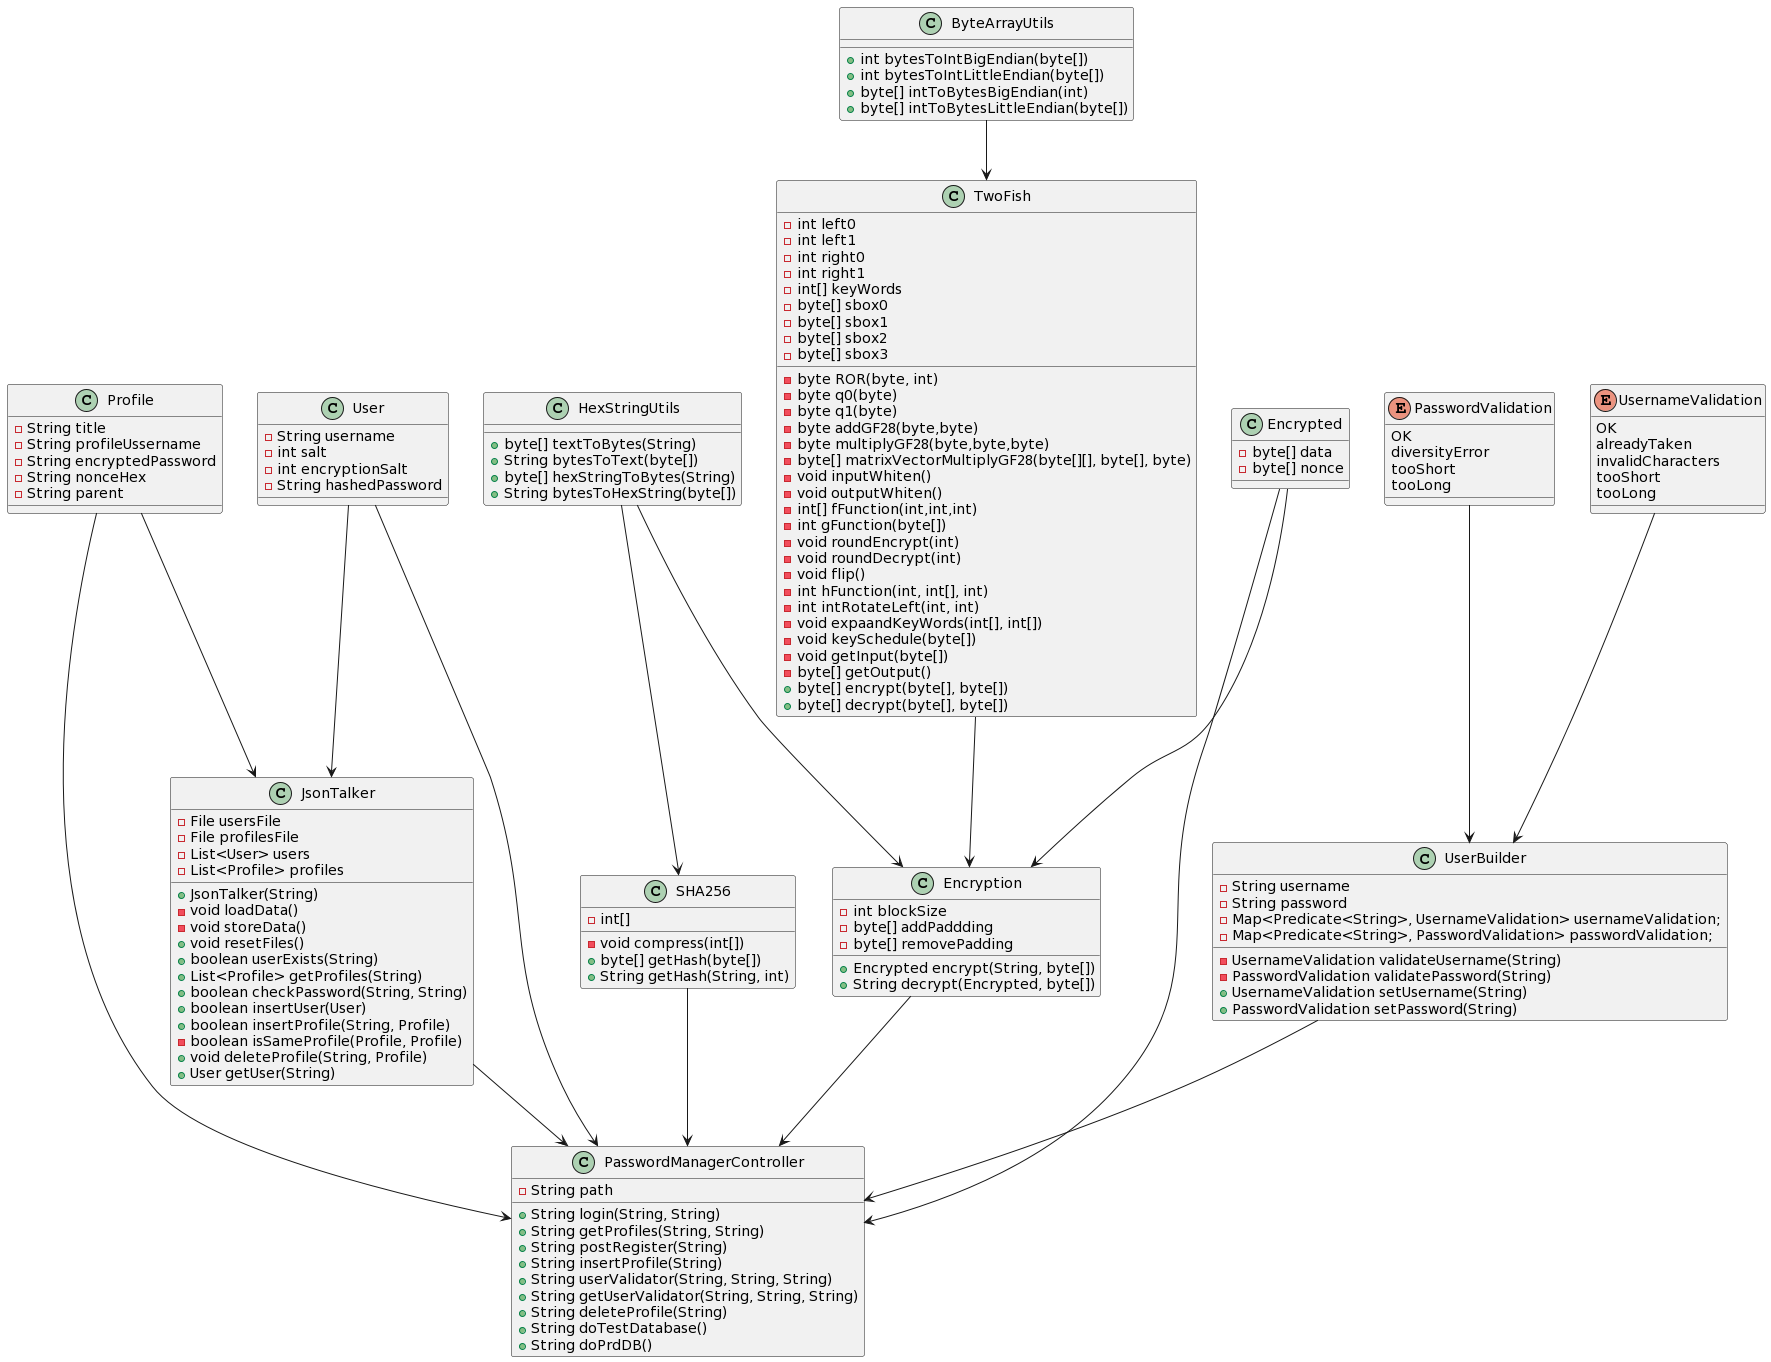 C ByteArrayUtils
int bytesToIntBigEndian(byte[])
int bytesToIntLittleEndian(byte[])
byte[] intToBytesBigEndian(int)
byte[] intToBytesLittleEndian(byte[])
C TwoFish
int left0
int left1
int right0
int right1
int[] keyWords
byte[] sbox0
byte[] sbox1
byte[] sbox2
byte[] sbox3
byte ROR(byte, int)
byte q0(byte)
byte q1(byte)
byte addGF28(byte,byte)
byte multiplyGF28(byte,byte,byte)
byte[] matrixVectorMultiplyGF28(byte[][], byte[], byte)
void inputWhiten()
void outputWhiten()
int[] fFunction(int,int,int)
int gFunction(byte[])
void roundEncrypt(int)
void roundDecrypt(int)
void flip()
int hFunction(int, int[], int)
int intRotateLeft(int, int)
void expaandKeyWords(int[], int[])
void keySchedule(byte[])
void getInput(byte[])
byte[] getOutput()
byte[] encrypt(byte[], byte[])
byte[] decrypt(byte[], byte[])
C Profile
String title
String profileUssername
String encryptedPassword
String nonceHex
String parent
C User
String username
int salt
int encryptionSalt
String hashedPassword
C HexStringUtils
byte[] textToBytes(String)
String bytesToText(byte[])
byte[] hexStringToBytes(String)
String bytesToHexString(byte[])
C Encrypted
byte[] data
byte[] nonce
E PasswordValidation
OK
diversityError
tooShort
tooLong
E UsernameValidation
OK
alreadyTaken
invalidCharacters
tooShort
tooLong
C JsonTalker
File usersFile
File profilesFile
List<User> users
List<Profile> profiles
JsonTalker(String)
void loadData()
void storeData()
void resetFiles()
boolean userExists(String)
List<Profile> getProfiles(String)
boolean checkPassword(String, String)
boolean insertUser(User)
boolean insertProfile(String, Profile)
boolean isSameProfile(Profile, Profile)
void deleteProfile(String, Profile)
User getUser(String)
C SHA256
int[]
void compress(int[])
byte[] getHash(byte[])
String getHash(String, int)
C Encryption
int blockSize
byte[] addPaddding
byte[] removePadding
Encrypted encrypt(String, byte[])
String decrypt(Encrypted, byte[])
C UserBuilder
String username
String password
Map<Predicate<String>, UsernameValidation> usernameValidation;
Map<Predicate<String>, PasswordValidation> passwordValidation;
UsernameValidation validateUsername(String)
PasswordValidation validatePassword(String)
UsernameValidation setUsername(String)
PasswordValidation setPassword(String)
C PasswordManagerController
String path
String login(String, String)
String getProfiles(String, String)
String postRegister(String)
String insertProfile(String)
String userValidator(String, String, String)
String getUserValidator(String, String, String)
String deleteProfile(String)
String doTestDatabase()
String doPrdDB()